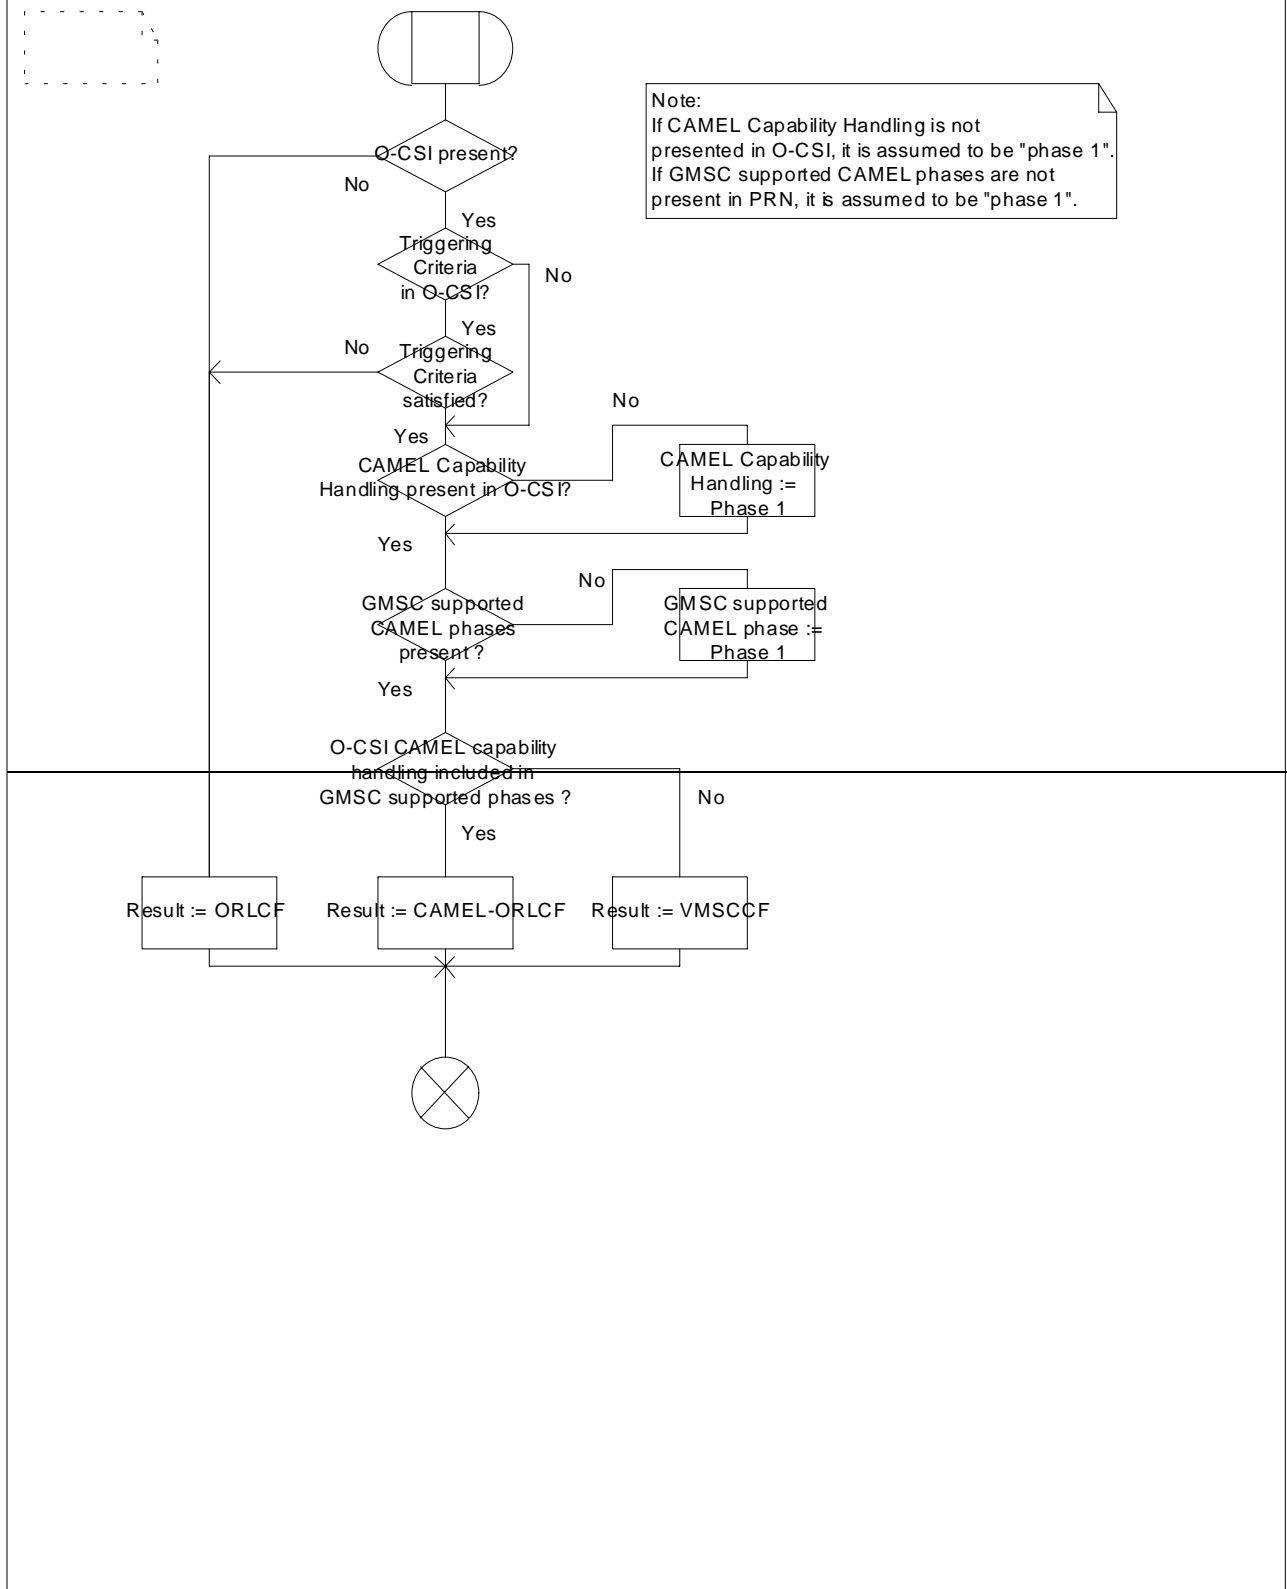 Note:
If CAMEL Capability Handling is not
presented in O-CSI, it is assumed to be "phase 1".
If GMSC supported CAMEL phases are not
present in PRN, it is assumed to be "phase 1".
O-CSI present?
No
Yes
Triggering
Criteria
in O-CSI?
No
Yes
No
Triggering
Criteria
satisfied?
Yes
CAMEL Capability
Handling present in O-CSI?
No
CAMEL Capability
Handling :=
Phase 1
Yes
GMSC supported
CAMEL phases
present ?
No
GMSC supported
CAMEL phase :=
Phase 1
Yes
O-CSI CAMEL capability
handling included in
GMSC supported phases ?
No
Yes
Result := ORLCF
Result := CAMEL-ORLCF
Result := VMSCCF